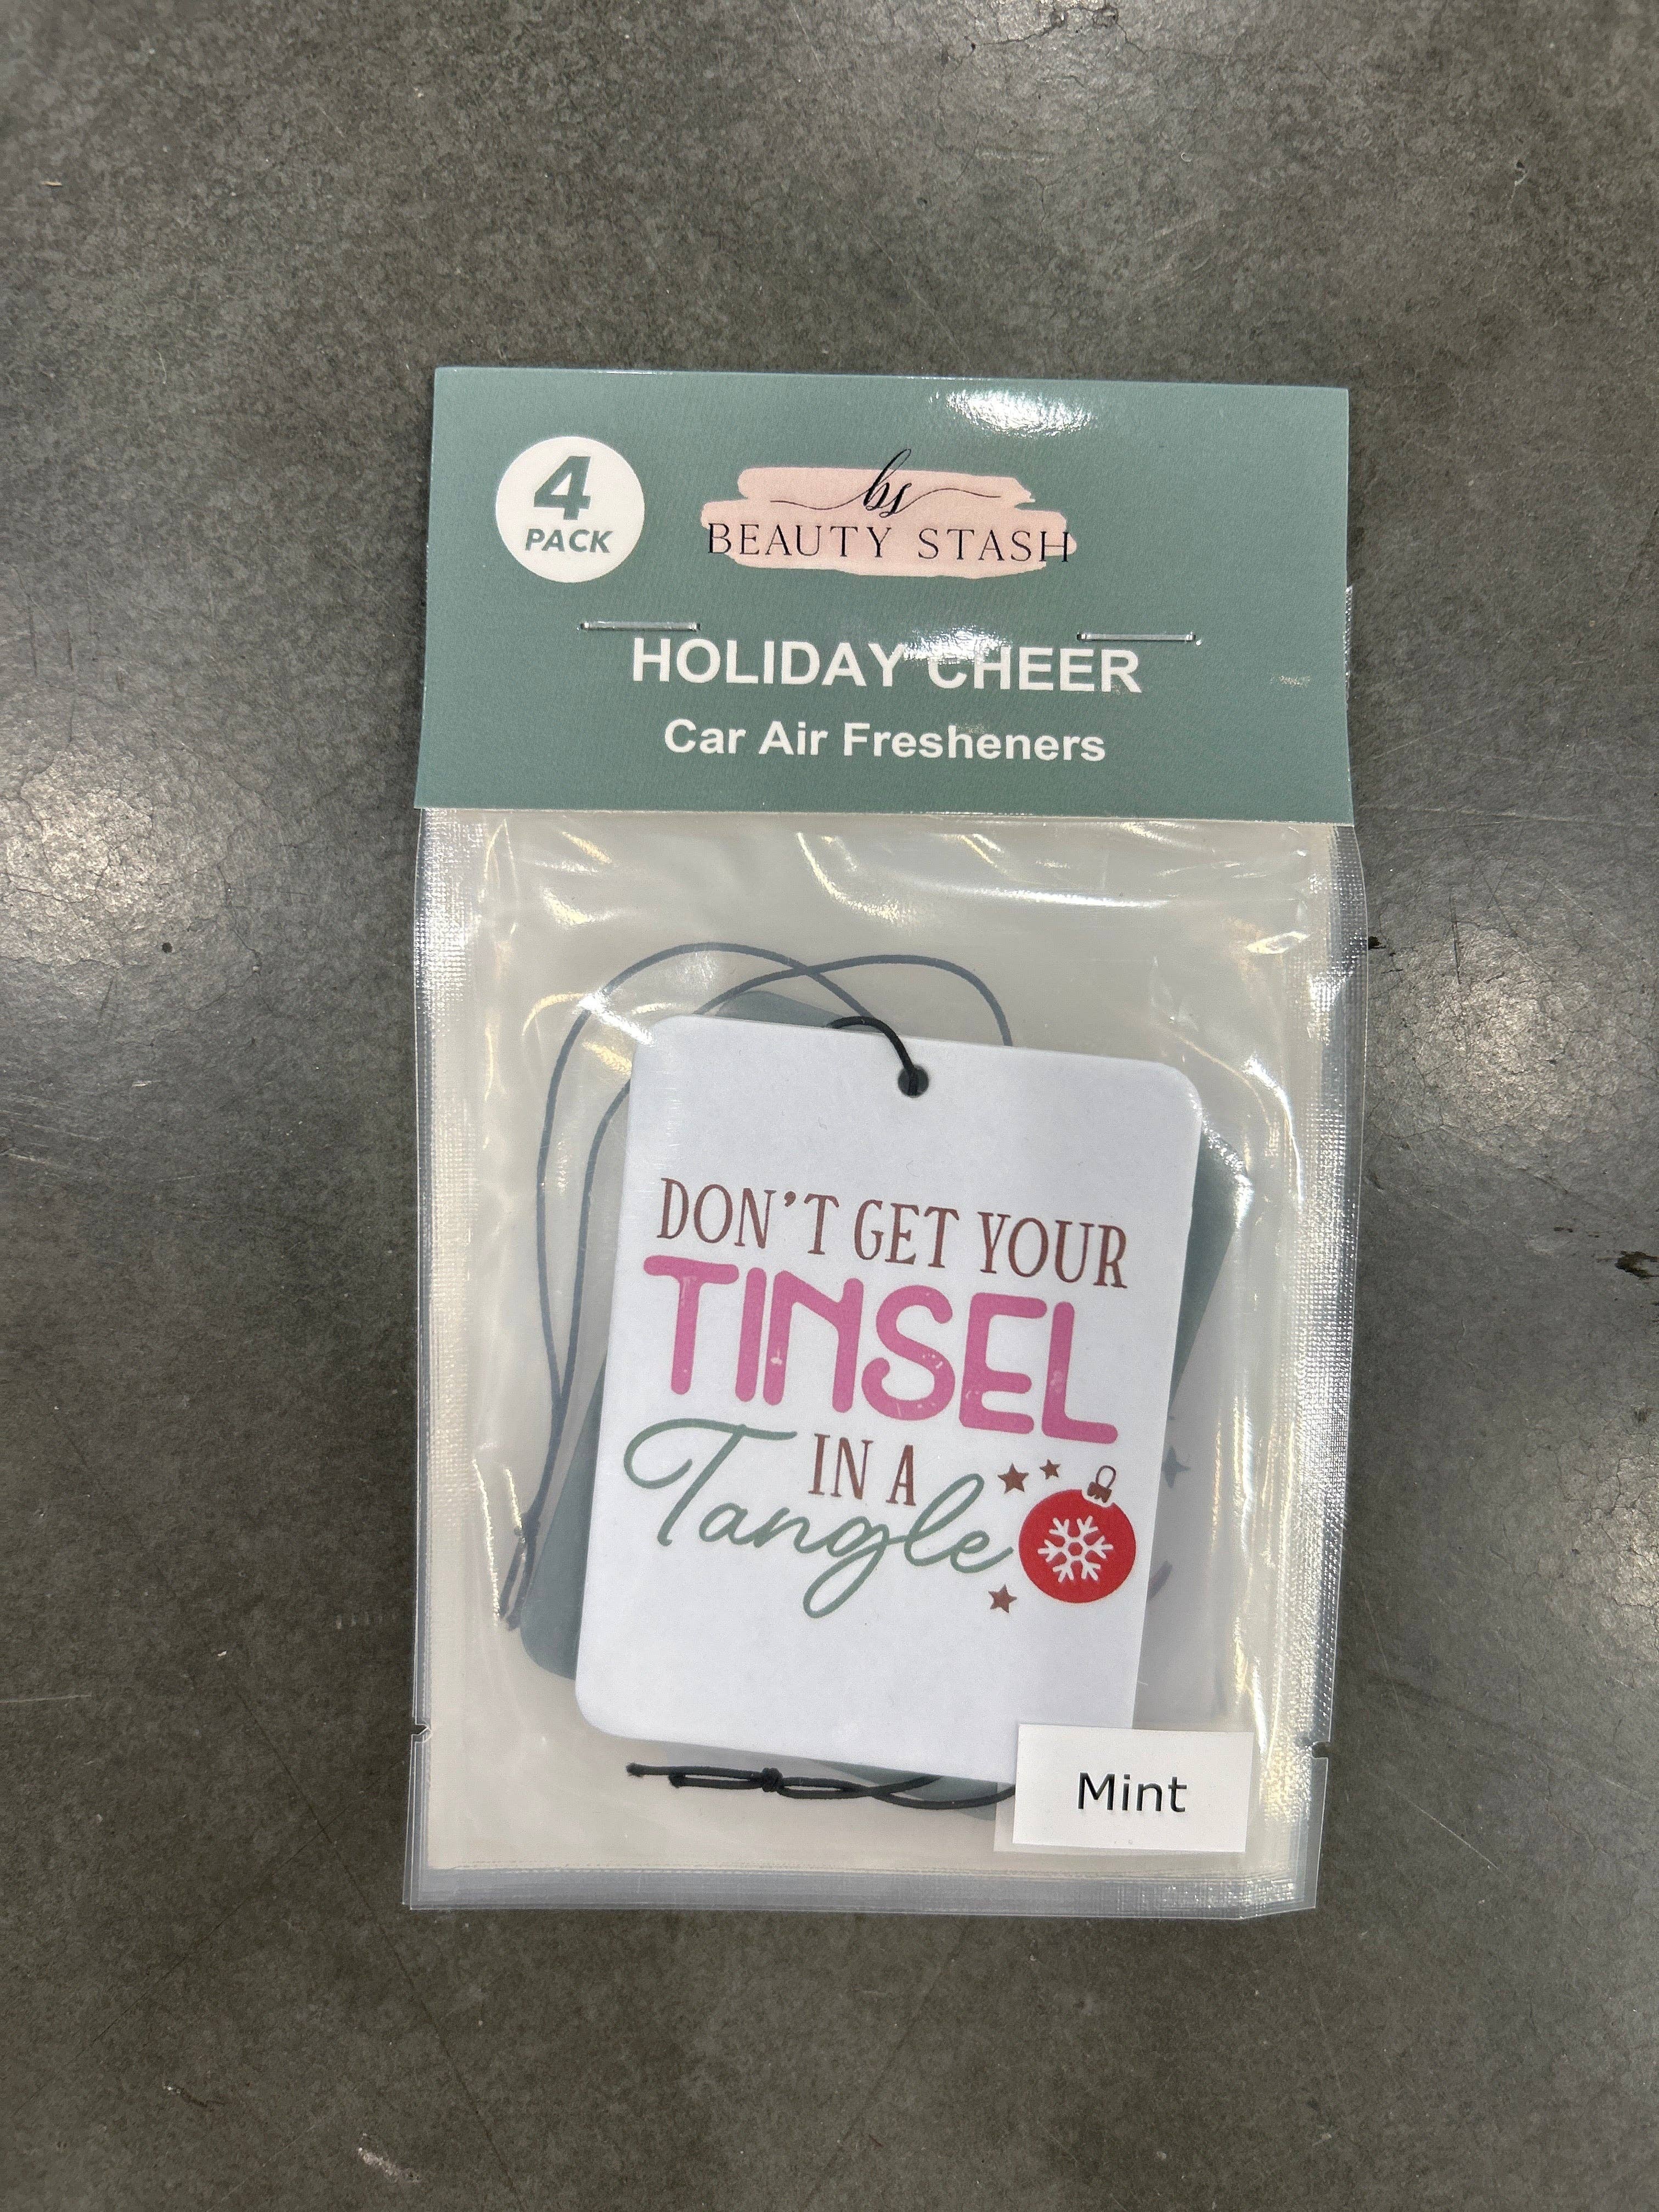 4
PACK
bs
BEAUTY STASH
HOLIDAY CHEER
Car Air Fresheners
DON'T GET YOUR
TINSEL
IN A
Tangle
Mint